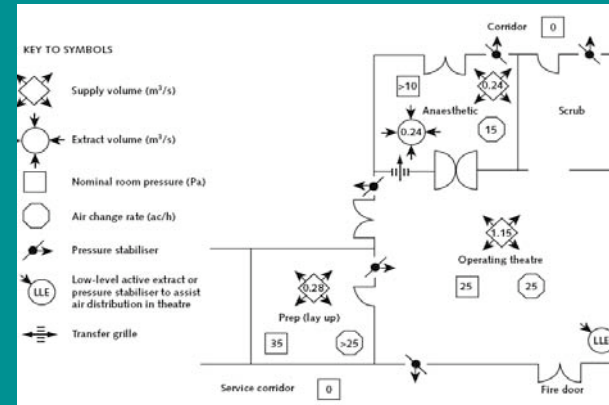 KEY TO SYMBOLS
Supply volume (m³/s)
Extract volume (m³/s)
Nominal room pressure (Pa)
Air change rate (ac/h)
Pressure stabiliser
LLE
Low-level active extract or
pressure stabiliser to assist
air distribution in theatre
Transfer grille
Corridor 0
>10
0.24
Anaesthetic
0.24
15
Scrub
1.15
Operating theatre
25 25
0.28
Prep (lay up)
35 >25
LLE
Service corridor 0
Fire door